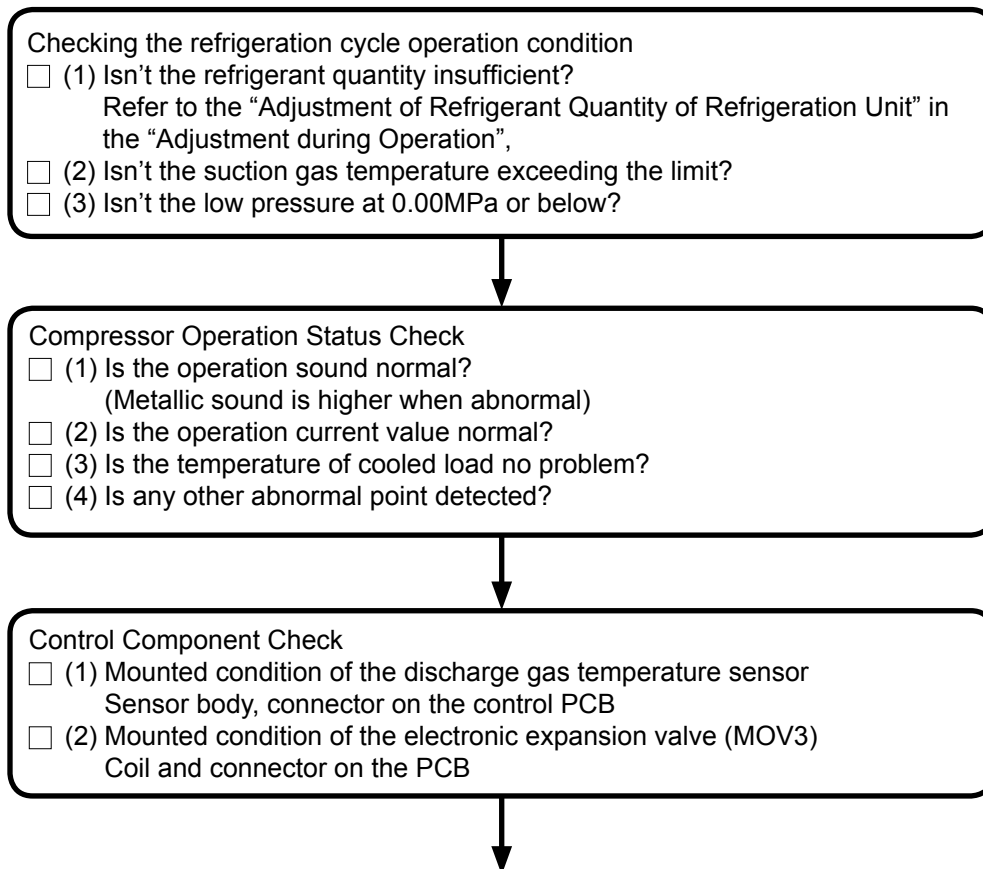 Checking the refrigeration cycle operation condition
□ (1) Isn’t the refrigerant quantity insufficient?
Refer to the “Adjustment of Refrigerant Quantity of Refrigeration Unit” in
the “Adjustment during Operation”,
□ (2) Isn’t the suction gas temperature exceeding the limit?
□ (3) Isn’t the low pressure at 0.00MPa or below?
Compressor Operation Status Check
□ (1) Is the operation sound normal?
(Metallic sound is higher when abnormal)
□ (2) Is the operation current value normal?
□ (3) Is the temperature of cooled load no problem?
□ (4) Is any other abnormal point detected?
Control Component Check
□ (1) Mounted condition of the discharge gas temperature sensor
Sensor body, connector on the control PCB
□ (2) Mounted condition of the electronic expansion valve (MOV3)
Coil and connector on the PCB